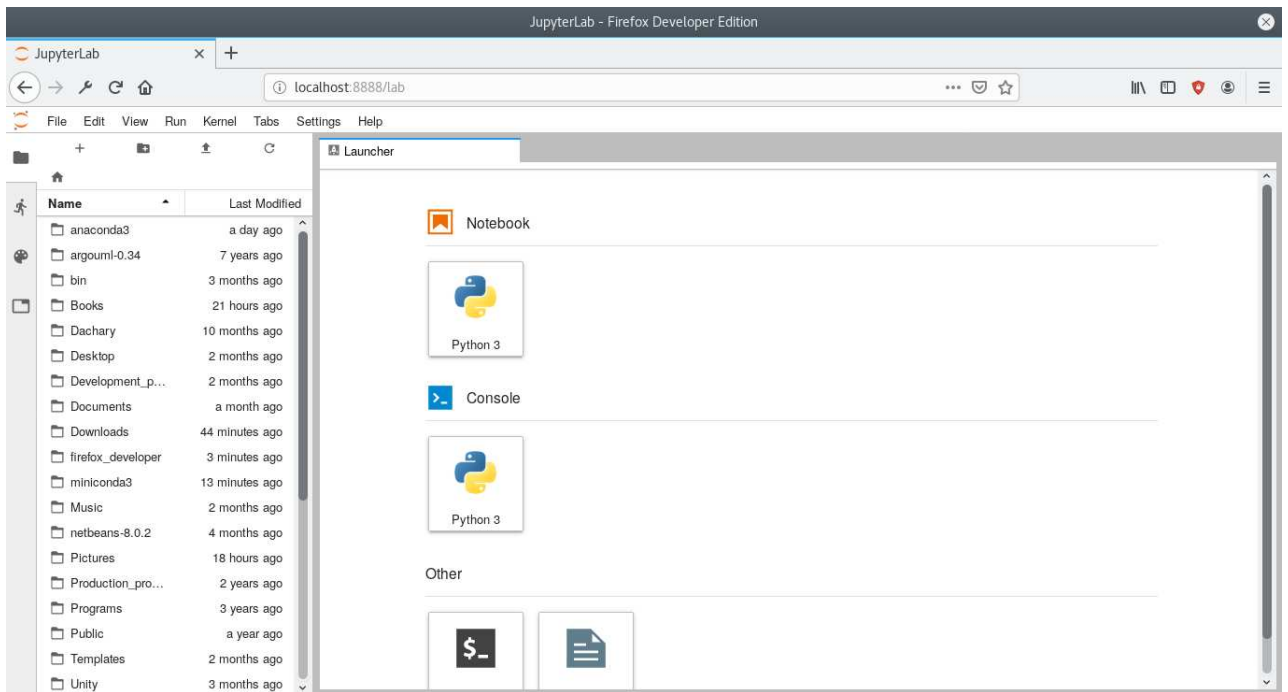 JupyterLab - Firefox Developer Edition
JupyterLab
localhost:8888/lab
File Edit View Run Kernel Tabs Settings Help
Launcher
Name Last Modified
anaconda3 a day ago
argouml-0.34 7 years ago
bin 3 months ago
Books 21 hours ago
Dachary 10 months ago
Desktop 2 months ago
Development_p... 2 months ago
Documents a month ago
Downloads 44 minutes ago
firefox_developer 3 minutes ago
miniconda3 13 minutes ago
Music 2 months ago
netbeans-8.0.2 4 months ago
Pictures 18 hours ago
Production_pro... 2 years ago
Programs 3 years ago
Public a year ago
Templates 2 months ago
Unity 3 months ago
Notebook
Python 3
>_ Console
Python 3
Other
$_